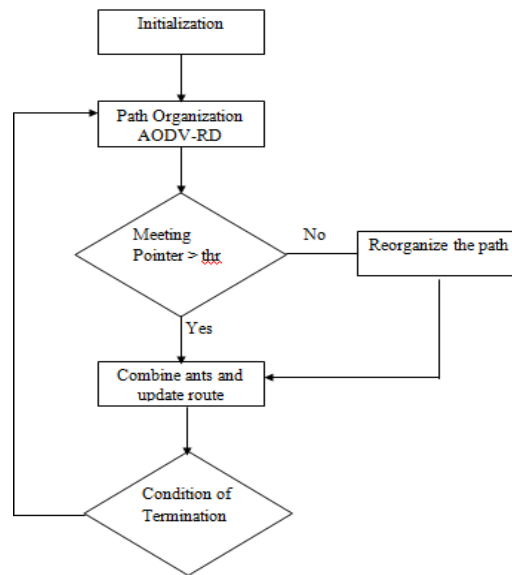 Initialization
Path Organization
AODV-RD
Meeting
Pointer > thr
No
Reorganize the path
Yes
Combine ants and
update route
Condition of
Termination